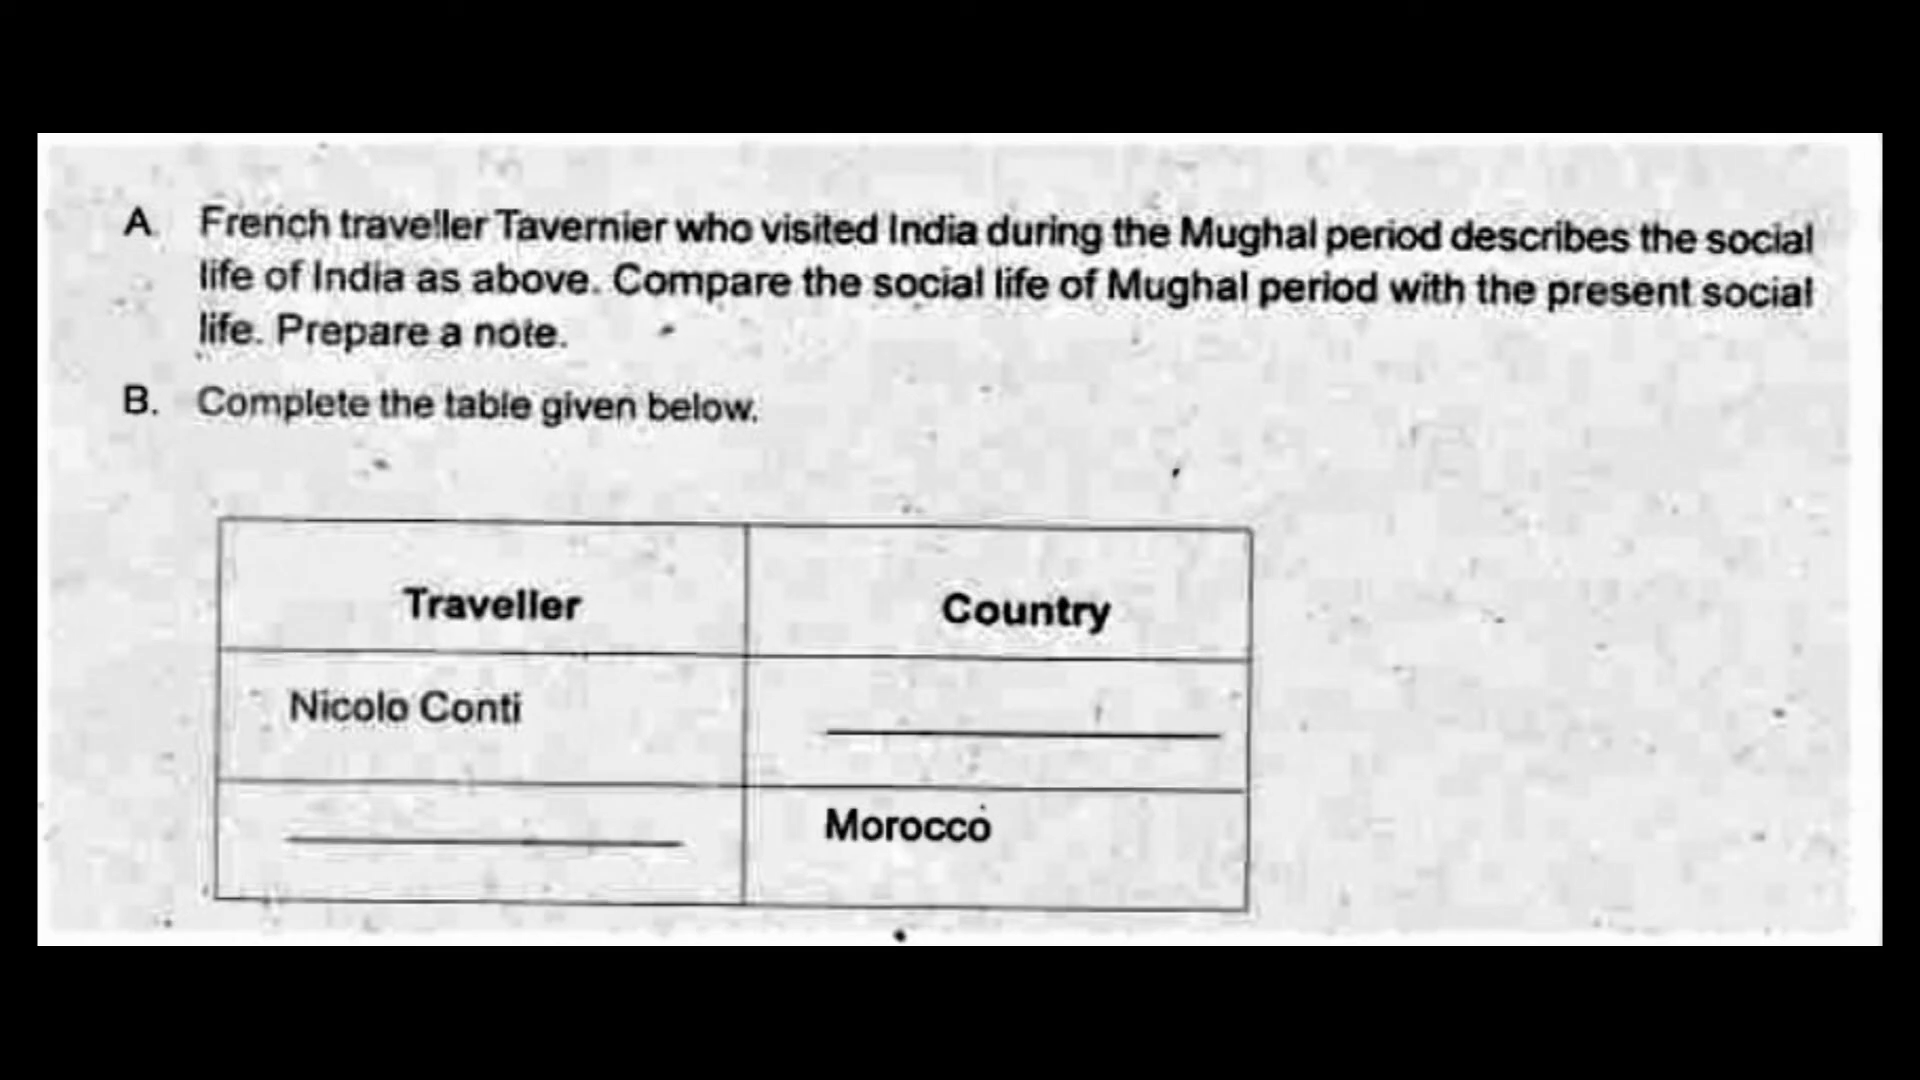 A. French traveller Tavernier who visited India during the Mughal period describes the social
life of India as above. Compare the social life of Mughal period with the present social
life. Prepare a note.
B. Complete the table given below.
Traveller Country
Nicolo Conti
Morocco